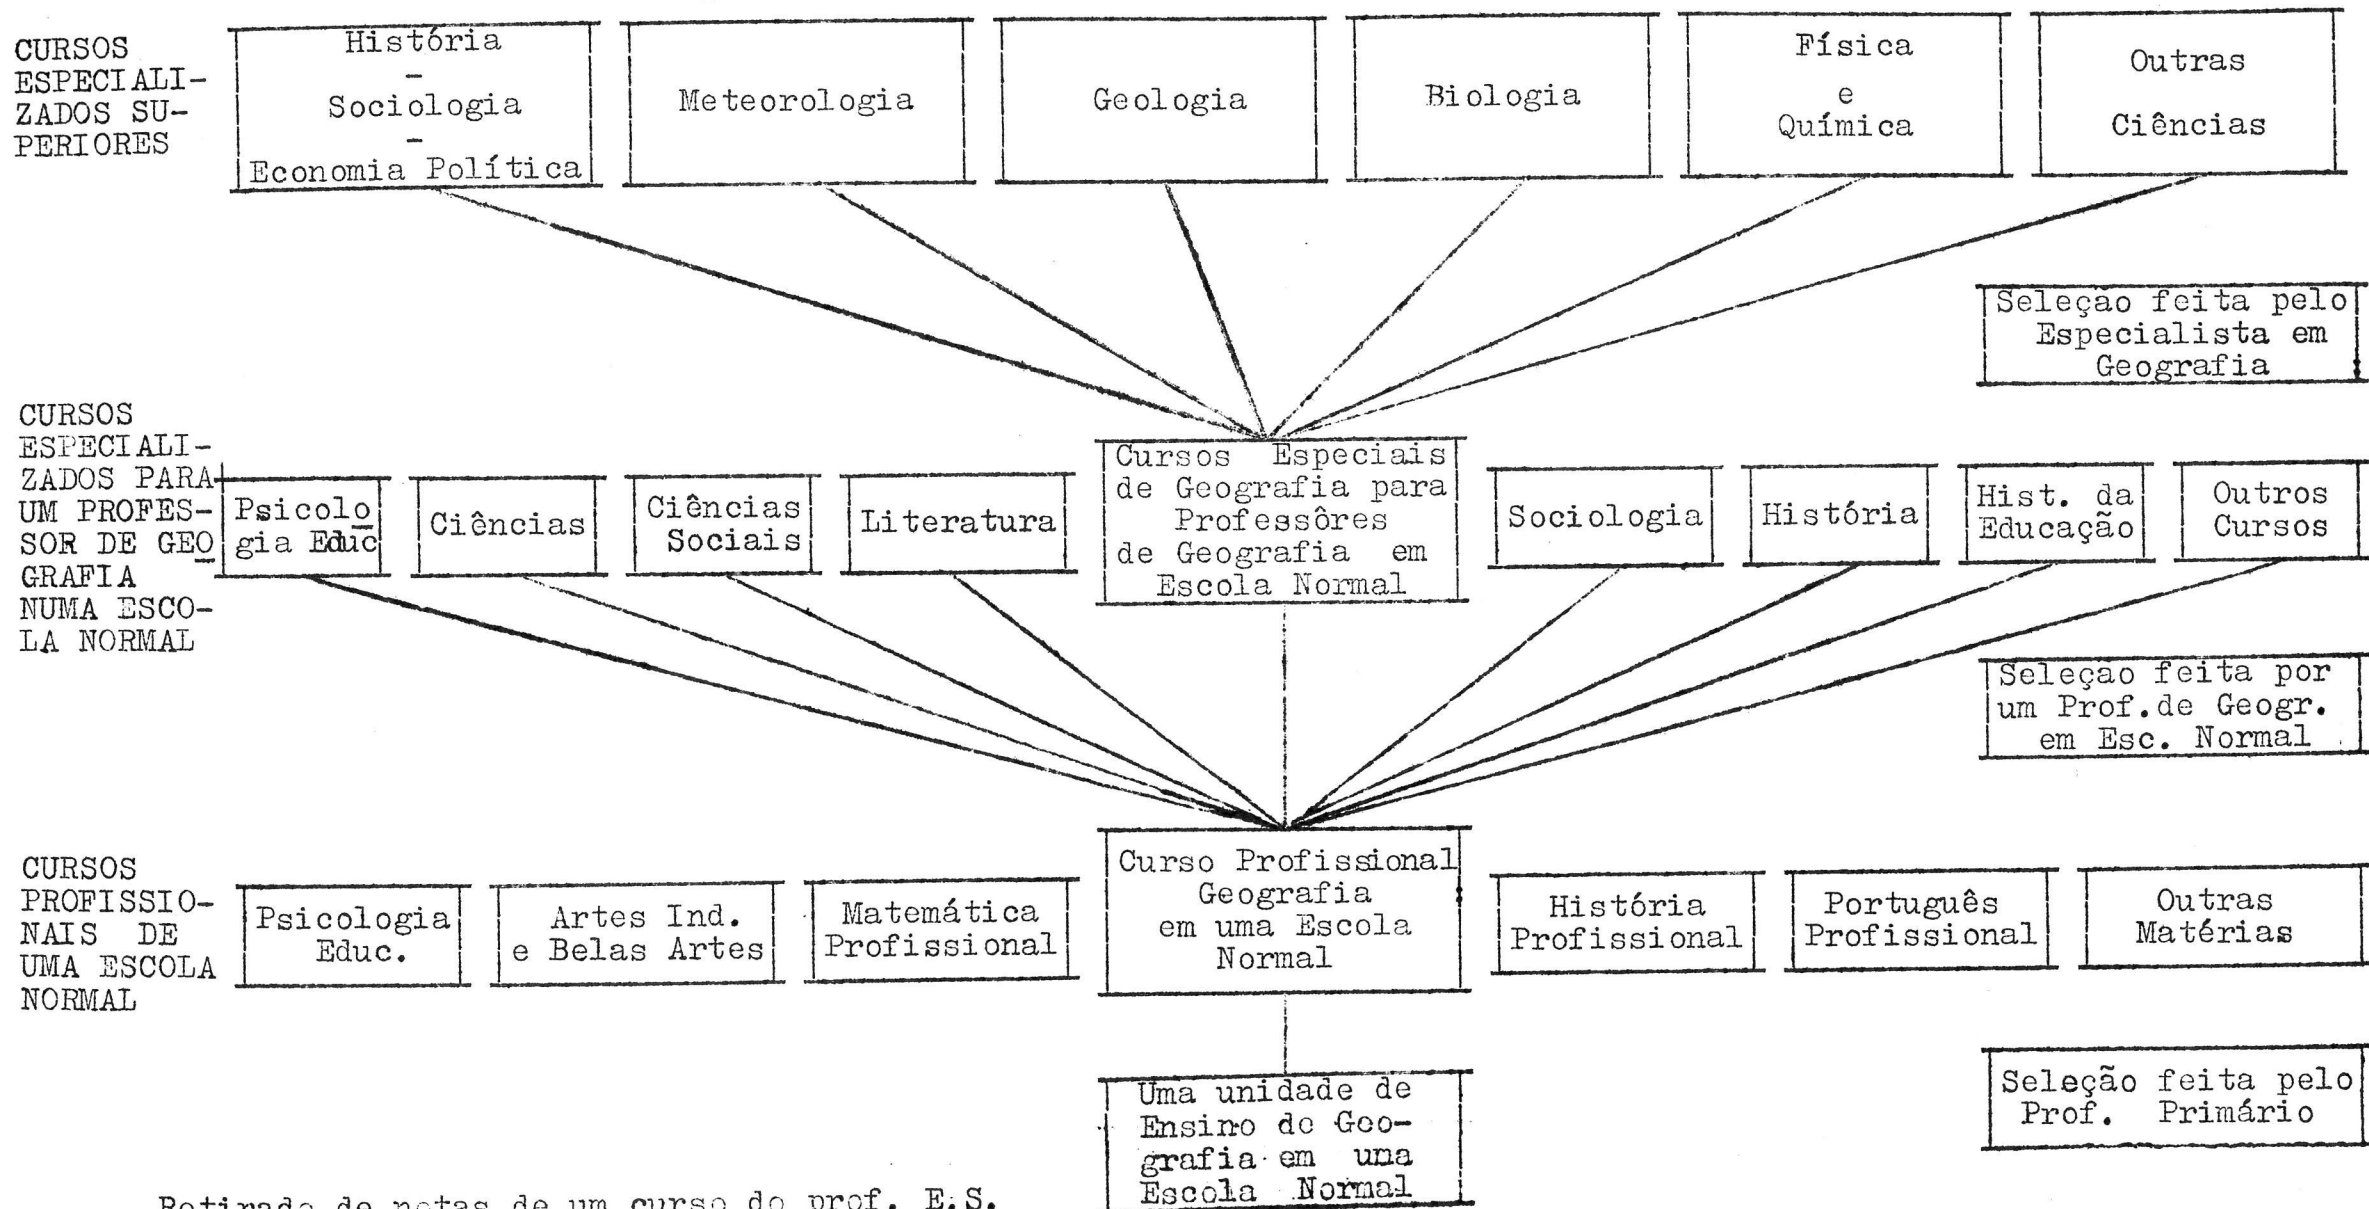 CURSOS
ESPECIALI-
ZADOS SU-
PERIORES
História
-
Sociologia
-
Economia Política
Meteorologia
Geologia
Biologia
Física
e
Química
Outras
Ciências
Seleção feita pelo
Especialista em
Geografia
CURSOS
ESPECIALI-
ZADOS PARA
UM PROFES-
SOR DE GEO
GRAFIA
NUMA ESCO-
LA NORMAL
Psicolo
gia Educ
Ciências
Ciências
Sociais
Literatura
Cursos Especiais
de Geografia para
Professôres
de Geografia em
Escola Normal
Sociologia
História
Hist. da
Educação
Outros
Cursos
Seleção feita por
um Prof.de Geogr.
em Esc. Normal
CURSOS
PROFISSIO-
NAIS DE
UMA ESCOLA
NORMAL
Psicologia
Educ.
Artes Ind.
e Belas Artes
Matemática
Profissional
Curso Profissional
Geografia
em uma Escola
Normal
História
Profissional
Português
Profissional
Outras
Matérias
Uma unidade de
Ensino de Geo-
grafia em uma
Escola Normal
Seleção feita pelo
Prof. Primário
Retirado de notas de um curso do prof. E.S.